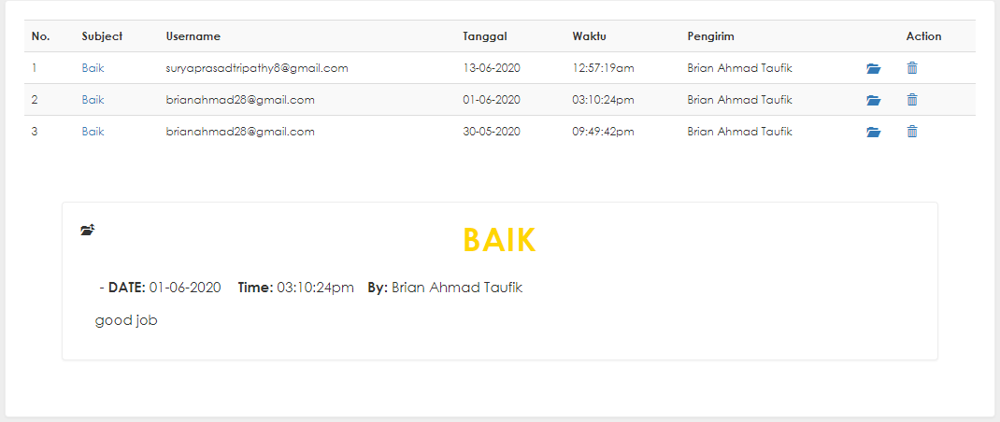 No. Subject Username Tanggal Waktu Pengirim Action
1 Baik suryaprasadtripathy8@gmail.com 13-06-2020 12:57:19am Brian Ahmad Taufik
2 Baik brianahmad28@gmail.com 01-06-2020 03:10:24pm Brian Ahmad Taufik
3 Baik brianahmad28@gmail.com 30-05-2020 09:49:42pm Brian Ahmad Taufik
BAIK
- DATE: 01-06-2020 Time: 03:10:24pm By: Brian Ahmad Taufik
good job